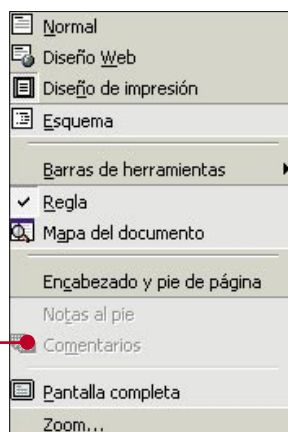 Normal
Diseño Web
Diseño de impresión
Esquema
Barras de herramientas
Regla
Mapa del documento
Encabezado y pie de página
Notas al pie
Comentarios
Pantalla completa
Zoom...